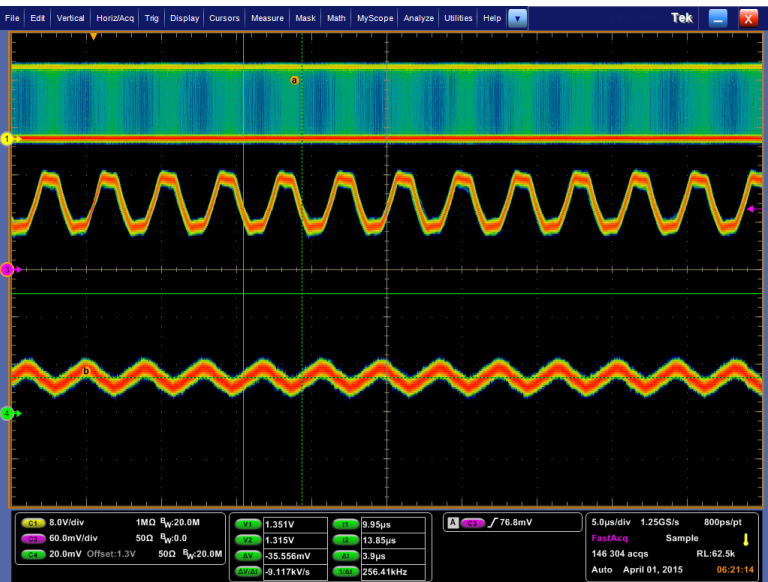 File Edit Vertical Horiz/Acq Trig Display Cursors Measure Mask Math MyScope Analyze Utilities Help Tek X
a
1
3
b
4
C1 8.0V/div 1MΩ BW:20.0M
C3 60.0mV/div 50Ω BW:0.0
C4 20.0mV Offset:1.3V 50Ω BW:20.0M
V1 1.351V t1 9.95µs
V2 1.315V t2 13.85µs
ΔV -35.556mV Δt 3.9µs
ΔV/Δt -9.117kV/s 1/Δt 256.41kHz
A C3 76.8mV
5.0µs/div 1.25GS/s 800ps/pt
FastAcq Sample
146 304 acqs RL:62.5k
Auto April 01, 2015 06:21:14